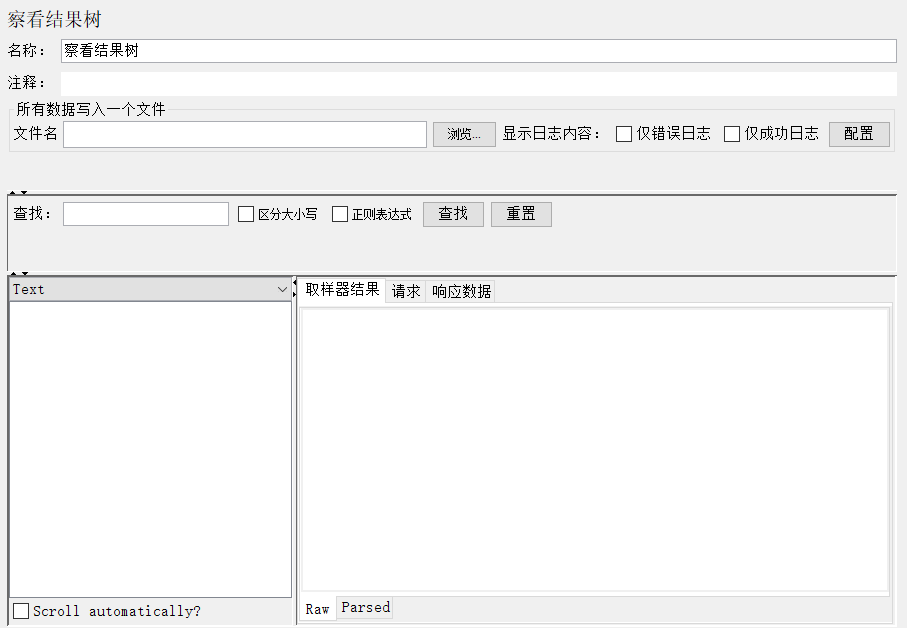 察看结果树
名称： 察看结果树
注释：
所有数据写入一个文件
文件名 浏览... 显示日志内容： 仅错误日志 仅成功日志 配置
查找： 区分大小写 正则表达式 查找 重置
Text
取样器结果 请求 响应数据
Scroll automatically?
Raw Parsed